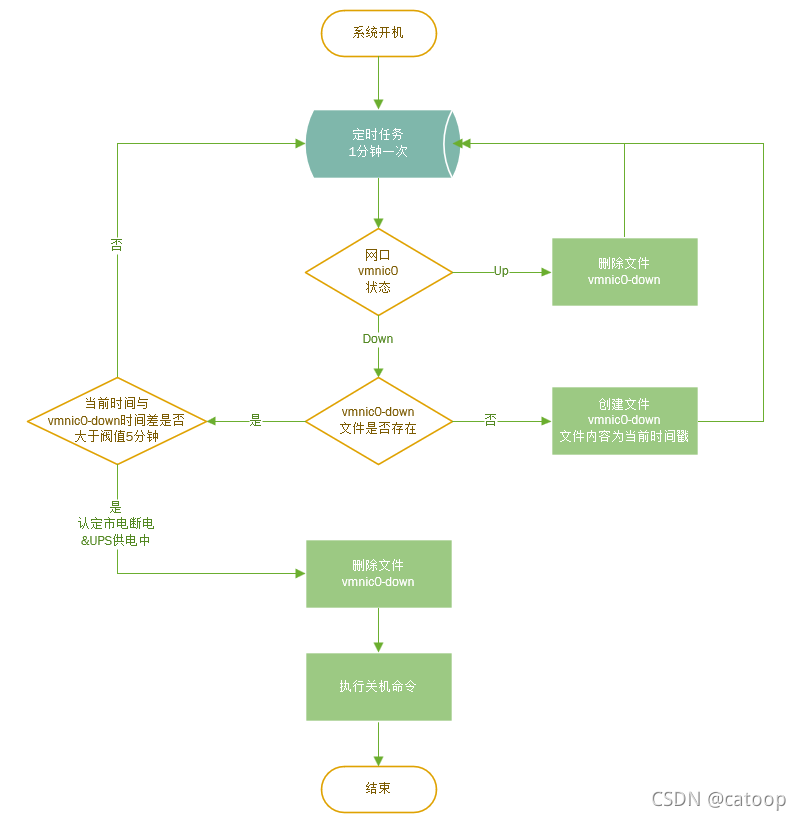 系统开机
定时任务
1分钟一次
否
网口
vmnic0
状态
Up
删除文件
vmnic0-down
Down
当前时间与
vmnic0-down时间差是否
大于阀值5分钟
是
vmnic0-down
文件是否存在
否
创建文件
vmnic0-down
文件内容为当前时间戳
是
认定市电断电
&UPS供电中
删除文件
vmnic0-down
执行关机命令
结束
CSDN @catoop